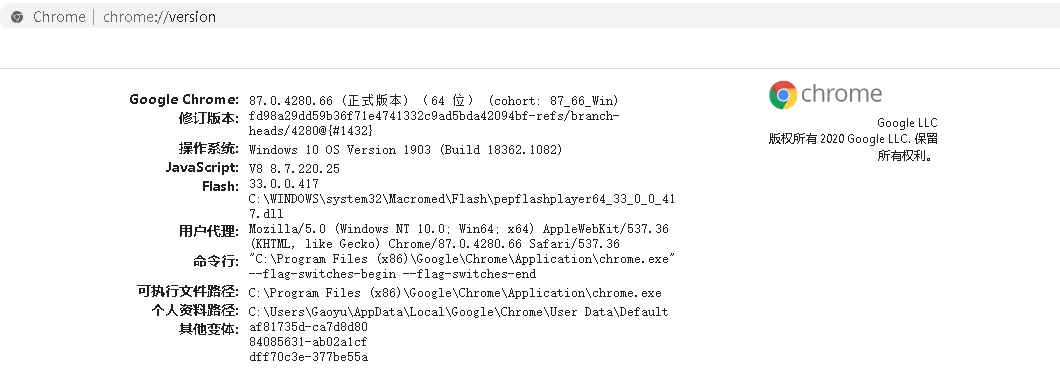 Chrome | chrome://version
chrome
Google LLC
版权所有 2020 Google LLC. 保留
所有权利。
Google Chrome: 87.0.4280.66 (正式版本) (64 位) (cohort: 87_66_Win)
修订版本: fd98a29dd59b36f71e4741332c9ad5bda42094bf-refs/branch-
heads/4280@{#1432}
操作系统: Windows 10 OS Version 1903 (Build 18362.1082)
JavaScript: V8 8.7.220.25
Flash: 33.0.0.417
C:\WINDOWS\system32\Macromed\Flash\pepflashplayer64_33_0_0_41
7.dll
用户代理: Mozilla/5.0 (Windows NT 10.0; Win64; x64) AppleWebKit/537.36
(KHTML, like Gecko) Chrome/87.0.4280.66 Safari/537.36
命令行: "C:\Program Files (x86)\Google\Chrome\Application\chrome.exe"
--flag-switches-begin --flag-switches-end
可执行文件路径: C:\Program Files (x86)\Google\Chrome\Application\chrome.exe
个人资料路径: C:\Users\Gaoyu\AppData\Local\Google\Chrome\User Data\Default
其他变体: af81735d-ca7d8d80
84085631-ab02a1cf
dff70c3e-377be55a